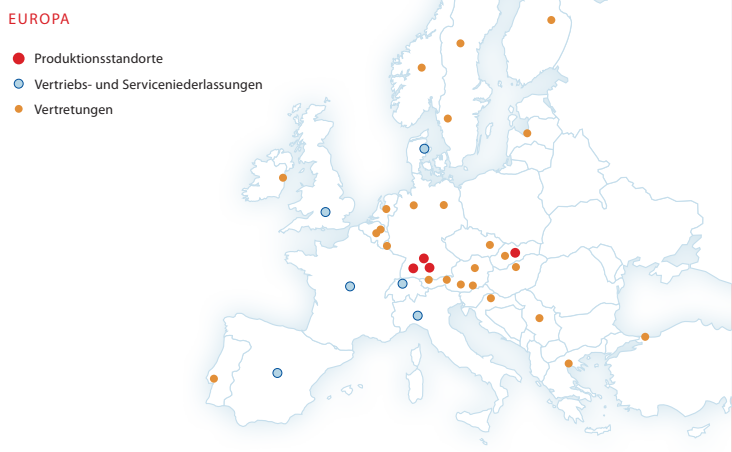 EUROPA
Produktionsstandorte
Vertriebs- und Serviceniederlassungen
Vertretungen